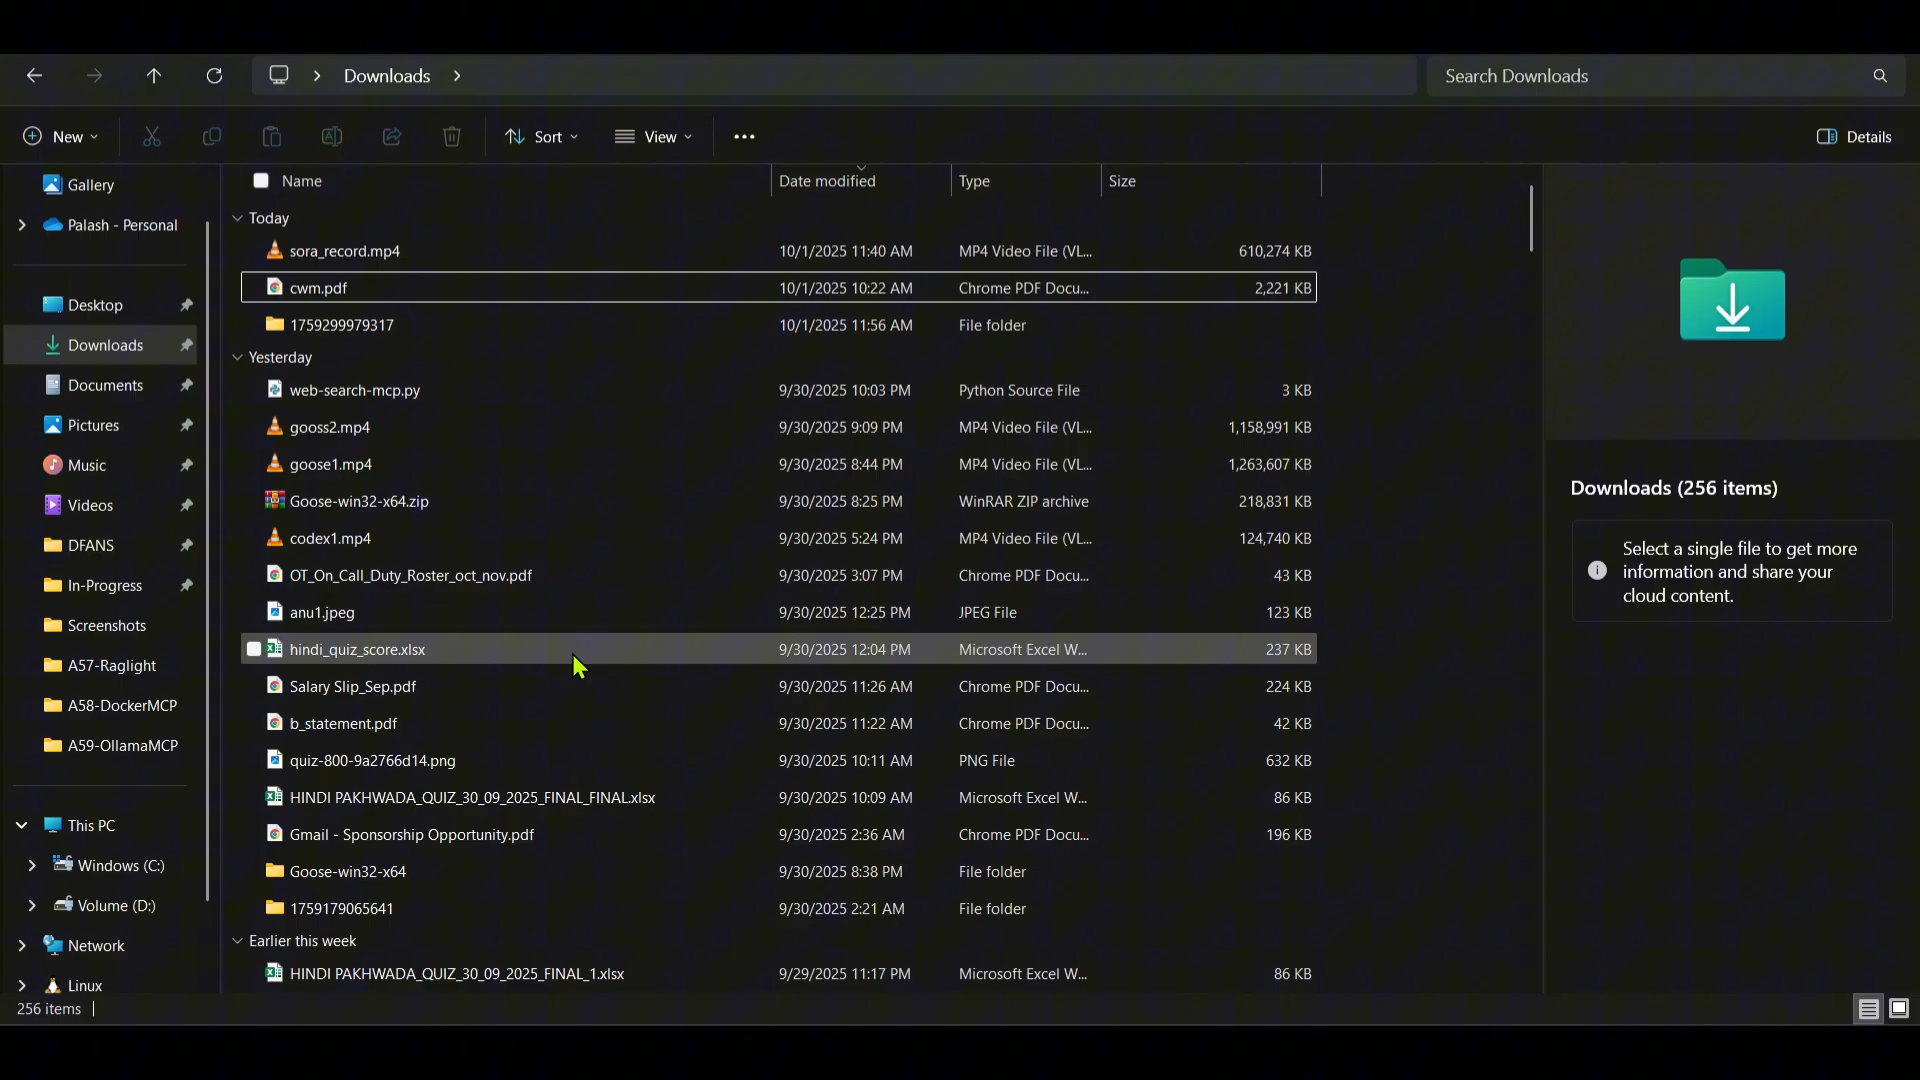 Downloads
Search Downloads
New
Sort
View
Details
Gallery
Palash - Personal
Desktop
Downloads
Documents
Pictures
Music
Videos
DFANS
In-Progress
Screenshots
A57-Raglight
A58-DockerMCP
A59-OllamaMCP
This PC
Windows (C:)
Volume (D:)
Network
Linux
Name Date modified Type Size
Today
sora_record.mp4 10/1/2025 11:40 AM MP4 Video File (VL... 610,274 KB
cwm.pdf 10/1/2025 10:22 AM Chrome PDF Docu... 2,221 KB
1759299979317 10/1/2025 11:56 AM File folder
Yesterday
web-search-mcp.py 9/30/2025 10:03 PM Python Source File 3 KB
gooss2.mp4 9/30/2025 9:09 PM MP4 Video File (VL... 1,158,991 KB
goose1.mp4 9/30/2025 8:44 PM MP4 Video File (VL... 1,263,607 KB
Goose-win32-x64.zip 9/30/2025 8:25 PM WinRAR ZIP archive 218,831 KB
codex1.mp4 9/30/2025 5:24 PM MP4 Video File (VL... 124,740 KB
OT_On_Call_Duty_Roster_oct_nov.pdf 9/30/2025 3:07 PM Chrome PDF Docu... 43 KB
anu1.jpeg 9/30/2025 12:25 PM JPEG File 123 KB
hindi_quiz_score.xlsx 9/30/2025 12:04 PM Microsoft Excel W... 237 KB
Salary Slip_Sep.pdf 9/30/2025 11:26 AM Chrome PDF Docu... 224 KB
b_statement.pdf 9/30/2025 11:22 AM Chrome PDF Docu... 42 KB
quiz-800-9a2766d14.png 9/30/2025 10:11 AM PNG File 632 KB
HINDI PAKHWADA_QUIZ_30_09_2025_FINAL_FINAL.xlsx 9/30/2025 10:09 AM Microsoft Excel W... 86 KB
Gmail - Sponsorship Opportunity.pdf 9/30/2025 2:36 AM Chrome PDF Docu... 196 KB
Goose-win32-x64 9/30/2025 8:38 PM File folder
1759179065641 9/30/2025 2:21 AM File folder
Earlier this week
HINDI PAKHWADA_QUIZ_30_09_2025_FINAL_1.xlsx 9/29/2025 11:17 PM Microsoft Excel W... 86 KB
Downloads (256 items)
Select a single file to get more
information and share your
cloud content.
256 items